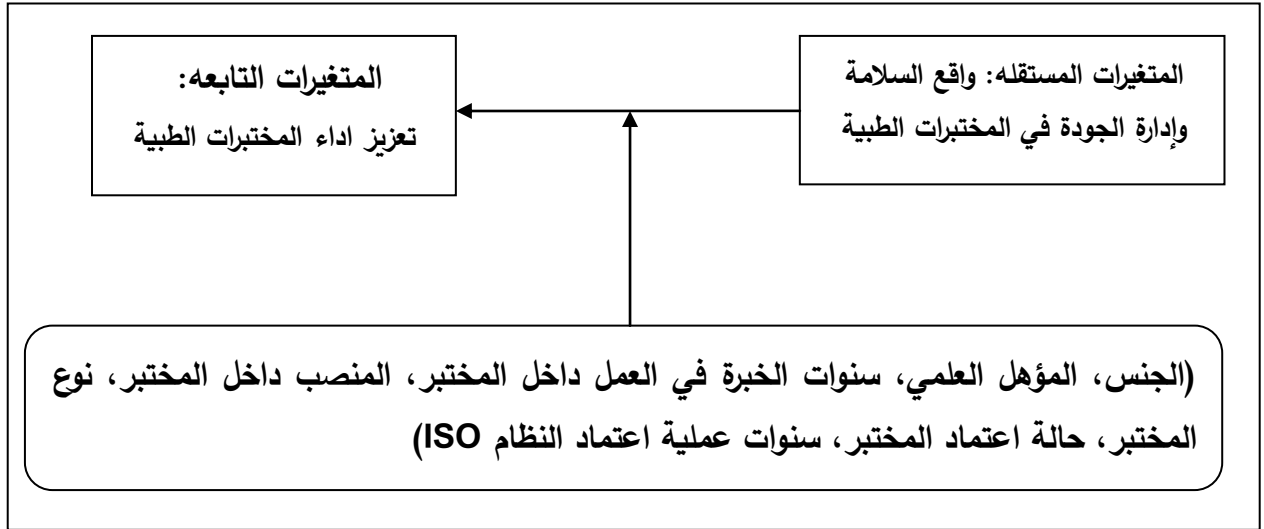 المتغيرات المستقله: واقع السلامة
وإدارة الجودة في المختبرات الطبية
المتغيرات التابعه:
تعزيز اداء المختبرات الطبية
(الجنس، المؤهل العلمي، سنوات الخبرة في العمل داخل المختبر، المنصب داخل المختبر، نوع
المختبر، حالة اعتماد المختبر، سنوات عملية اعتماد النظام ISO)